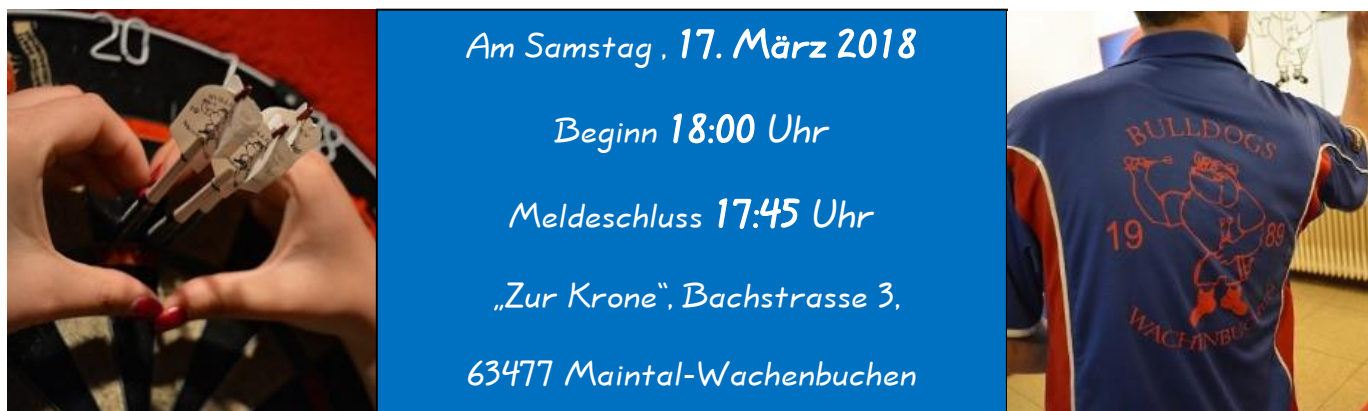 20
18
Am Samstag , 17. März 2018
Beginn 18:00 Uhr
Meldeschluss 17:45 Uhr
„Zur Krone“, Bachstrasse 3,
63477 Maintal-Wachenbuchen
BULLDOGS
19 89